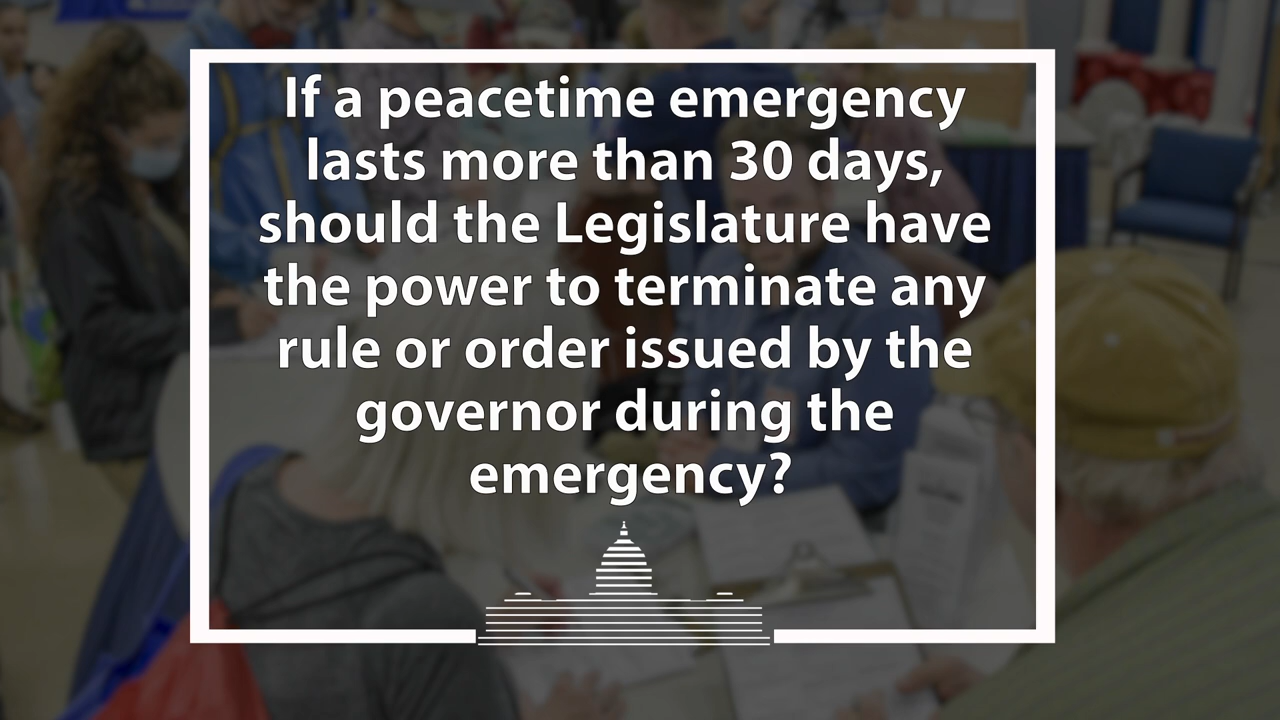 If a peacetime emergency
lasts more than 30 days,
should the Legislature have
the power to terminate any
rule or order issued by the
governor during the
emergency?